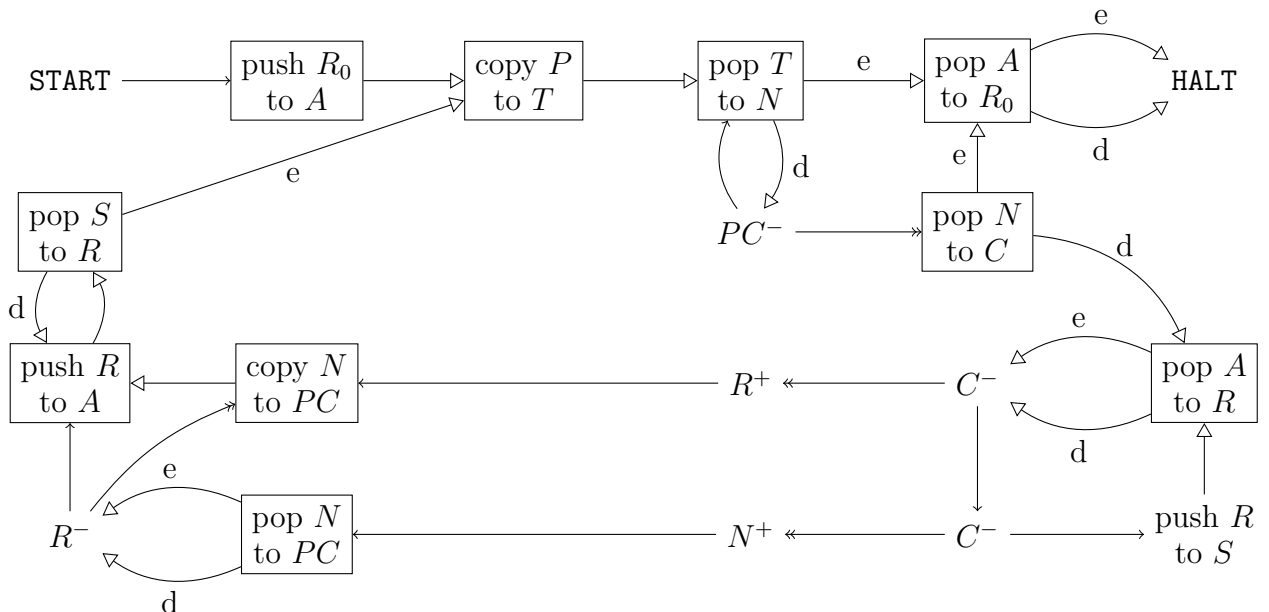 START
push R₀
to A
copy P
to T
pop T
to N
e
pop A
to R₀
e
d
HALT
e
d
e
pop S
to R
PC⁻
pop N
to C
d
d
e
push R
to A
copy N
to PC
R⁺
C⁻
d
pop A
to R
e
R⁻
pop N
to PC
d
N⁺
C⁻
push R
to S